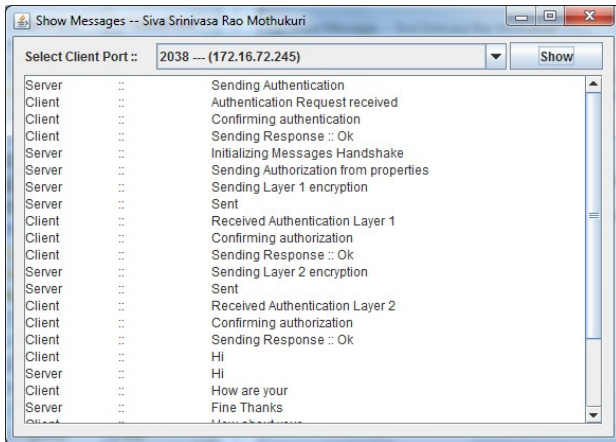 Show Messages -- Siva Srinivasa Rao Mothukuri
Select Client Port :: 2038 --- (172.16.72.245) Show
Server :: Sending Authentication
Client :: Authentication Request received
Client :: Confirming authentication
Client :: Sending Response :: Ok
Server :: Initializing Messages Handshake
Server :: Sending Authorization from properties
Server :: Sending Layer 1 encryption
Server :: Sent
Client :: Received Authentication Layer 1
Client :: Confirming authorization
Client :: Sending Response :: Ok
Server :: Sending Layer 2 encryption
Server :: Sent
Client :: Received Authentication Layer 2
Client :: Confirming authorization
Client :: Sending Response :: Ok
Client :: Hi
Server :: Hi
Client :: How are your
Server :: Fine Thanks
Client :: How about your